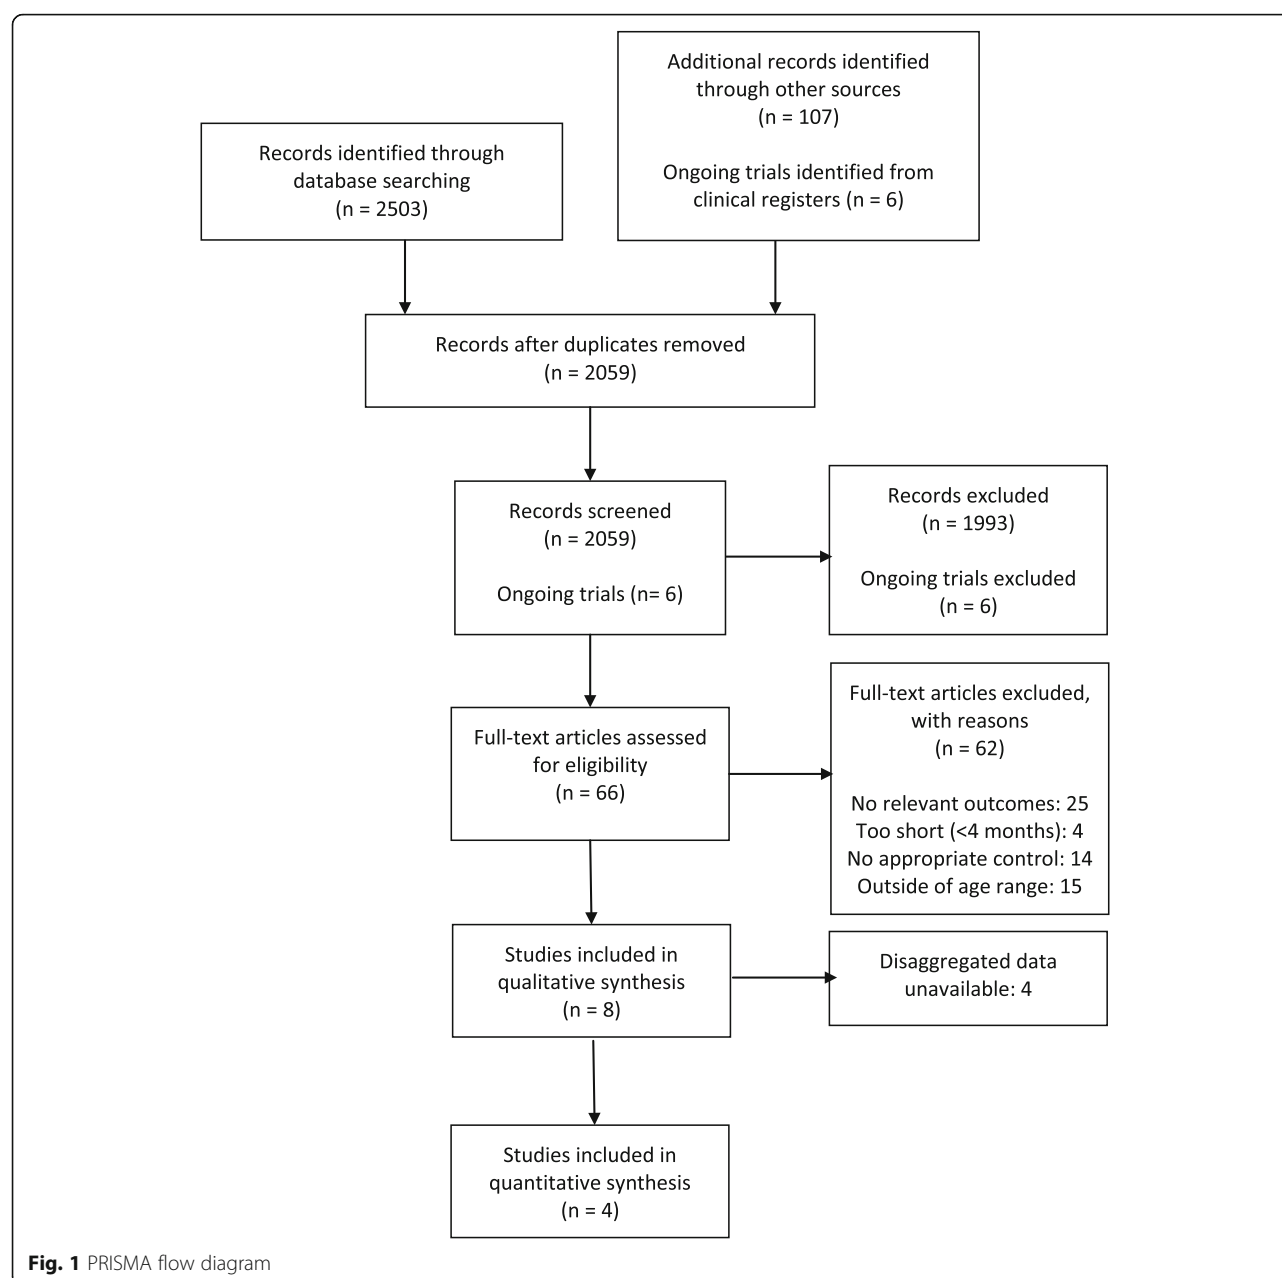 Records identified through
database searching
(n = 2503)
Additional records identified
through other sources
(n = 107)
Ongoing trials identified from
clinical registers (n = 6)
Records after duplicates removed
(n = 2059)
Records screened
(n = 2059)
Ongoing trials (n= 6)
Records excluded
(n = 1993)
Ongoing trials excluded
(n = 6)
Full-text articles assessed
for eligibility
(n = 66)
Full-text articles excluded,
with reasons
(n = 62)
No relevant outcomes: 25
Too short (<4 months): 4
No appropriate control: 14
Outside of age range: 15
Studies included in
qualitative synthesis
(n = 8)
Disaggregated data
unavailable: 4
Studies included in
quantitative synthesis
(n = 4)
Fig. 1 PRISMA flow diagram